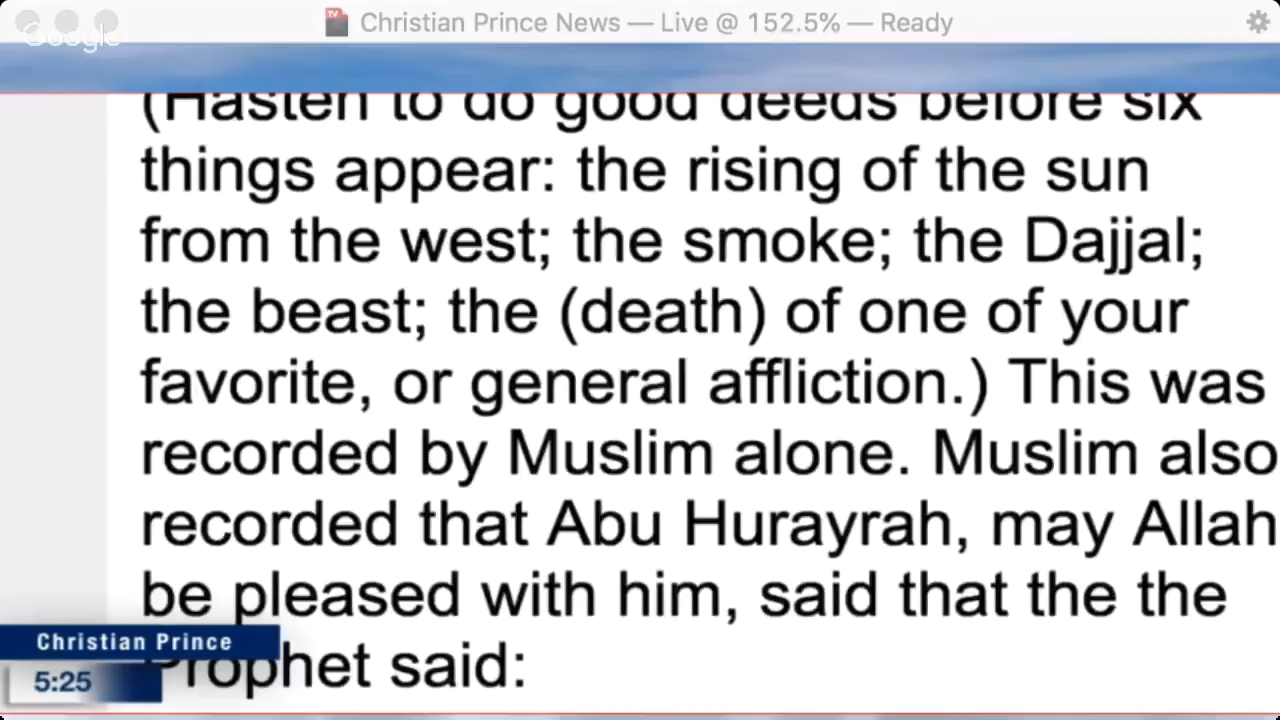 Christian Prince News — Live @ 152.5% — Ready
Google
(Hasten to do good deeds before six
things appear: the rising of the sun
from the west; the smoke; the Dajjal;
the beast; the (death) of one of your
favorite, or general affliction.) This was
recorded by Muslim alone. Muslim also
recorded that Abu Hurayrah, may Allah
be pleased with him, said that the the
Prophet said:
Christian Prince
5:25